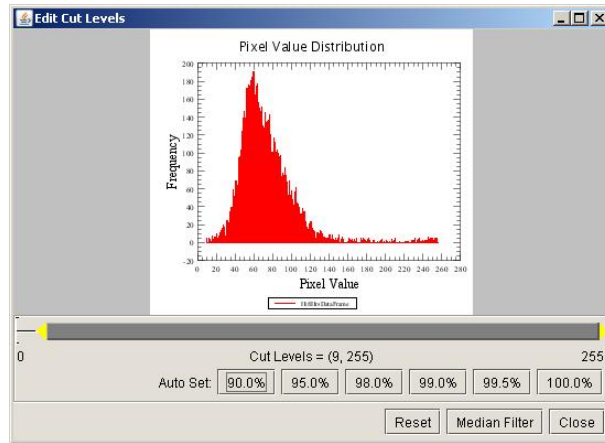 Edit Cut Levels
Pixel Value Distribution
Frequency
200
180
160
140
120
100
80
60
40
20
0
-20
0 20 40 60 80 100 120 140 160 180 200 220 240 260 280
Pixel Value
0 Cut Levels = (9, 255) 255
Auto Set: 90.0% 95.0% 98.0% 99.0% 99.5% 100.0%
Reset Median Filter Close